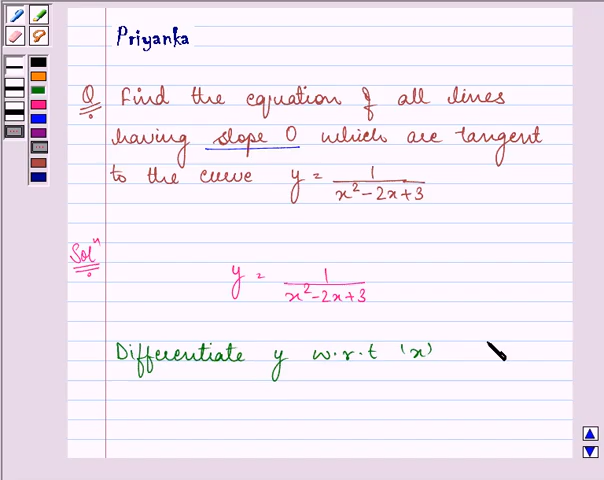 Priyanka
Q Find the equation of all lines
having slope 0 which are tangent
to the curve y = 1/(x²-2x+3)
Solⁿ
y = 1/(x²-2x+3)
Differentiate y w.r.t 'x'